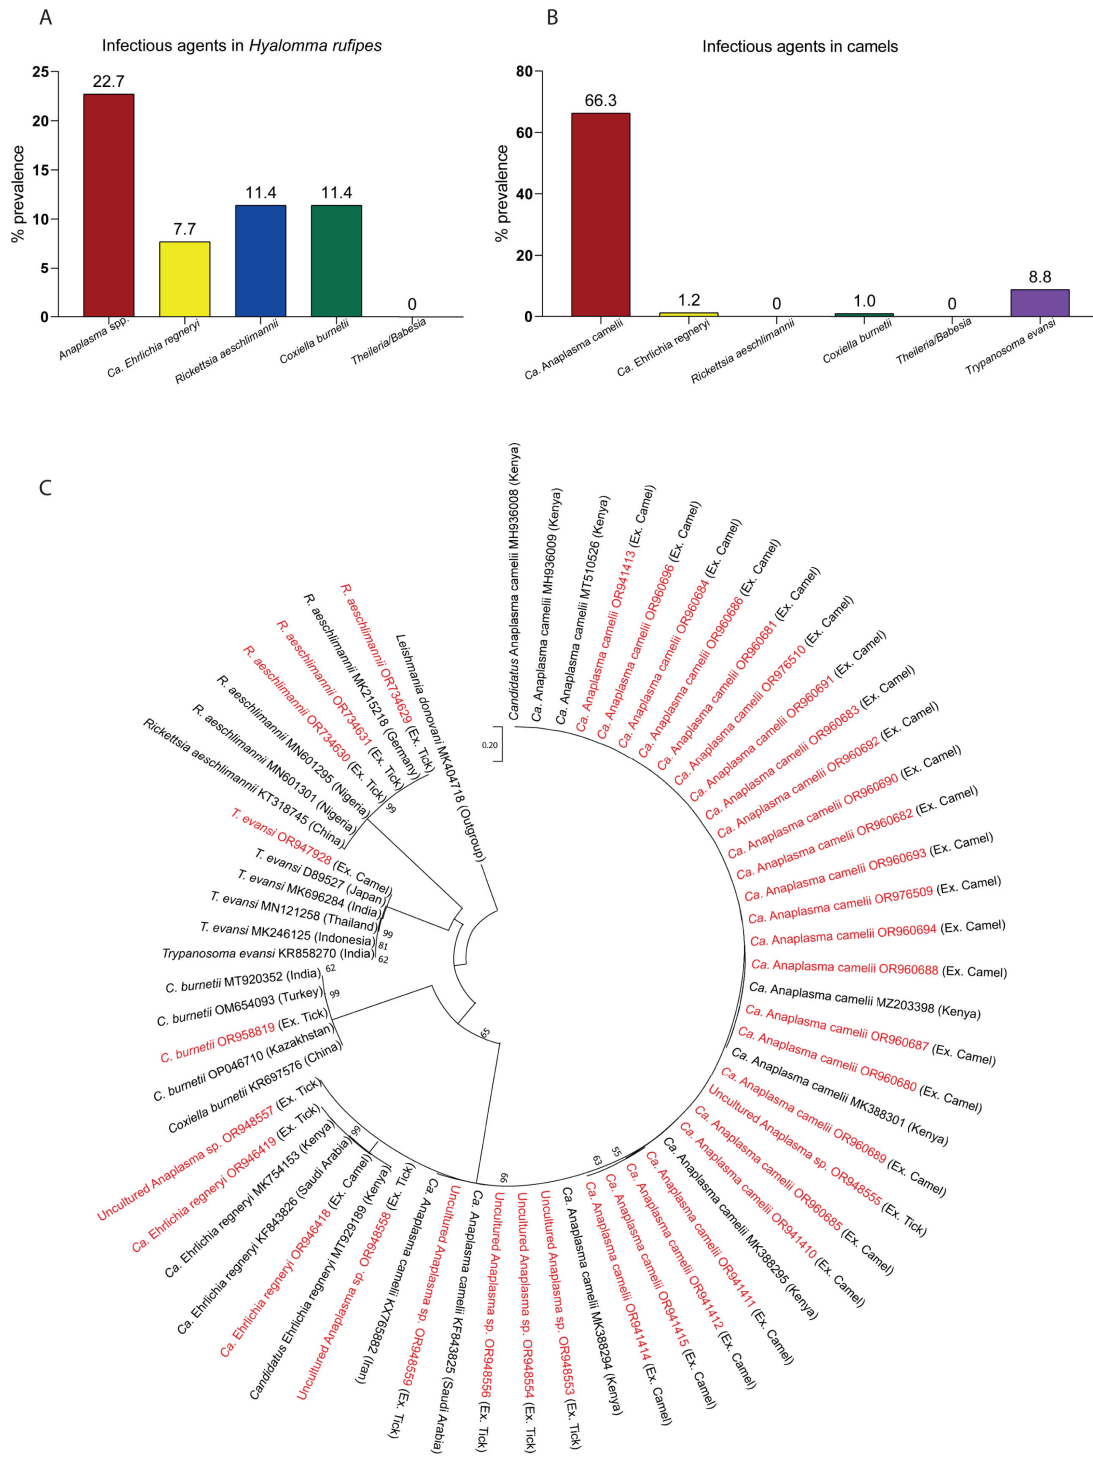 A
Infectious agents in Hyalomma rufipes
% prevalence
25
20
15
10
5
0
22.7
7.7
11.4
11.4
0
Anaplasma spp.
Ca. Ehrlichia regneryi
Rickettsia aeschlimannii
Coxiella burnetii
Theileria/Babesia
B
Infectious agents in camels
% prevalence
80
60
40
20
0
66.3
1.2
0
1.0
0
8.8
Ca. Anaplasma camelii
Ca. Ehrlichia regneryi
Rickettsia aeschlimannii
Coxiella burnetii
Theileria/Babesia
Trypanosoma evansi
C
0.20
Candidatus Anaplasma camelii MH936008 (Kenya)
Ca. Anaplasma camelii MH936009 (Kenya)
Ca. Anaplasma camelii MT510526 (Kenya)
Ca. Anaplasma camelii OR941413 (Ex. Camel)
Ca. Anaplasma camelii OR960696 (Ex. Camel)
Ca. Anaplasma camelii OR960684 (Ex. Camel)
Ca. Anaplasma camelii OR960686 (Ex. Camel)
Ca. Anaplasma camelii OR960681 (Ex. Camel)
Ca. Anaplasma camelii OR976510 (Ex. Camel)
Ca. Anaplasma camelii OR960691 (Ex. Camel)
Ca. Anaplasma camelii OR960683 (Ex. Camel)
Ca. Anaplasma camelii OR960692 (Ex. Camel)
Ca. Anaplasma camelii OR960690 (Ex. Camel)
Ca. Anaplasma camelii OR960682 (Ex. Camel)
Ca. Anaplasma camelii OR960693 (Ex. Camel)
Ca. Anaplasma camelii OR976509 (Ex. Camel)
Ca. Anaplasma camelii OR960694 (Ex. Camel)
Ca. Anaplasma camelii OR960688 (Ex. Camel)
Ca. Anaplasma camelii MZ203398 (Kenya)
Ca. Anaplasma camelii OR960687 (Ex. Camel)
Ca. Anaplasma camelii OR960680 (Ex. Camel)
Ca. Anaplasma camelii MK388301 (Kenya)
Ca. Anaplasma camelii OR960689 (Ex. Camel)
Uncultured Anaplasma sp. OR948555 (Ex. Tick)
Ca. Anaplasma camelii OR960685 (Ex. Camel)
Ca. Anaplasma camelii OR941410 (Ex. Camel)
Ca. Anaplasma camelii MK388295 (Kenya)
Ca. Anaplasma camelii OR941411 (Ex. Camel)
Ca. Anaplasma camelii OR941412 (Ex. Camel)
Ca. Anaplasma camelii OR941415 (Ex. Camel)
Ca. Anaplasma camelii OR941414 (Ex. Camel)
Ca. Anaplasma camelii MK388294 (Kenya)
Uncultured Anaplasma sp. OR948553 (Ex. Tick)
Uncultured Anaplasma sp. OR948554 (Ex. Tick)
Uncultured Anaplasma sp. OR948556 (Ex. Tick)
Ca. Anaplasma camelii KF843825 (Saudi Arabia)
Uncultured Anaplasma sp. OR948559 (Ex. Tick)
Ca. Anaplasma camelii KX765882 (Iran)
Uncultured Anaplasma sp. OR948558 (Ex. Tick)
Candidatus Ehrlichia regneryi MT929199 (Kenya)
Ca. Ehrlichia regneryi OR946418 (Ex. Camel)
Ca. Ehrlichia regneryi KF843826 (Saudi Arabia)
Ca. Ehrlichia regneryi MK754153 (Kenya)
Ca. Ehrlichia regneryi OR946419 (Ex. Tick)
Uncultured Anaplasma sp. OR948557 (Ex. Tick)
Coxiella burnetii KR697576 (China)
C. burnetii OP046710 (Kazakhstan)
C. burnetii OR958819 (Ex. Tick)
C. burnetii OM654093 (Turkey)
C. burnetii MT920352 (India)
Trypanosoma evansi KR858270 (India)
T. evansi MK246125 (Indonesia)
T. evansi MN121258 (Thailand)
T. evansi MK696284 (India)
T. evansi D89527 (Japan)
T. evansi OR947928 (Ex. Camel)
Rickettsia aeschlimannii KT318745 (China)
R. aeschlimannii MN601301 (Nigeria)
R. aeschlimannii MN601295 (Nigeria)
R. aeschlimannii OR734630 (Ex. Tick)
R. aeschlimannii OR734631 (Ex. Tick)
R. aeschlimannii MK215218 (Germany)
R. aeschlimannii OR734629 (Ex. Tick)
Leishmania donovani MK404718 (Outgroup)
99
99
81
62
62
99
59
99
66
63
55